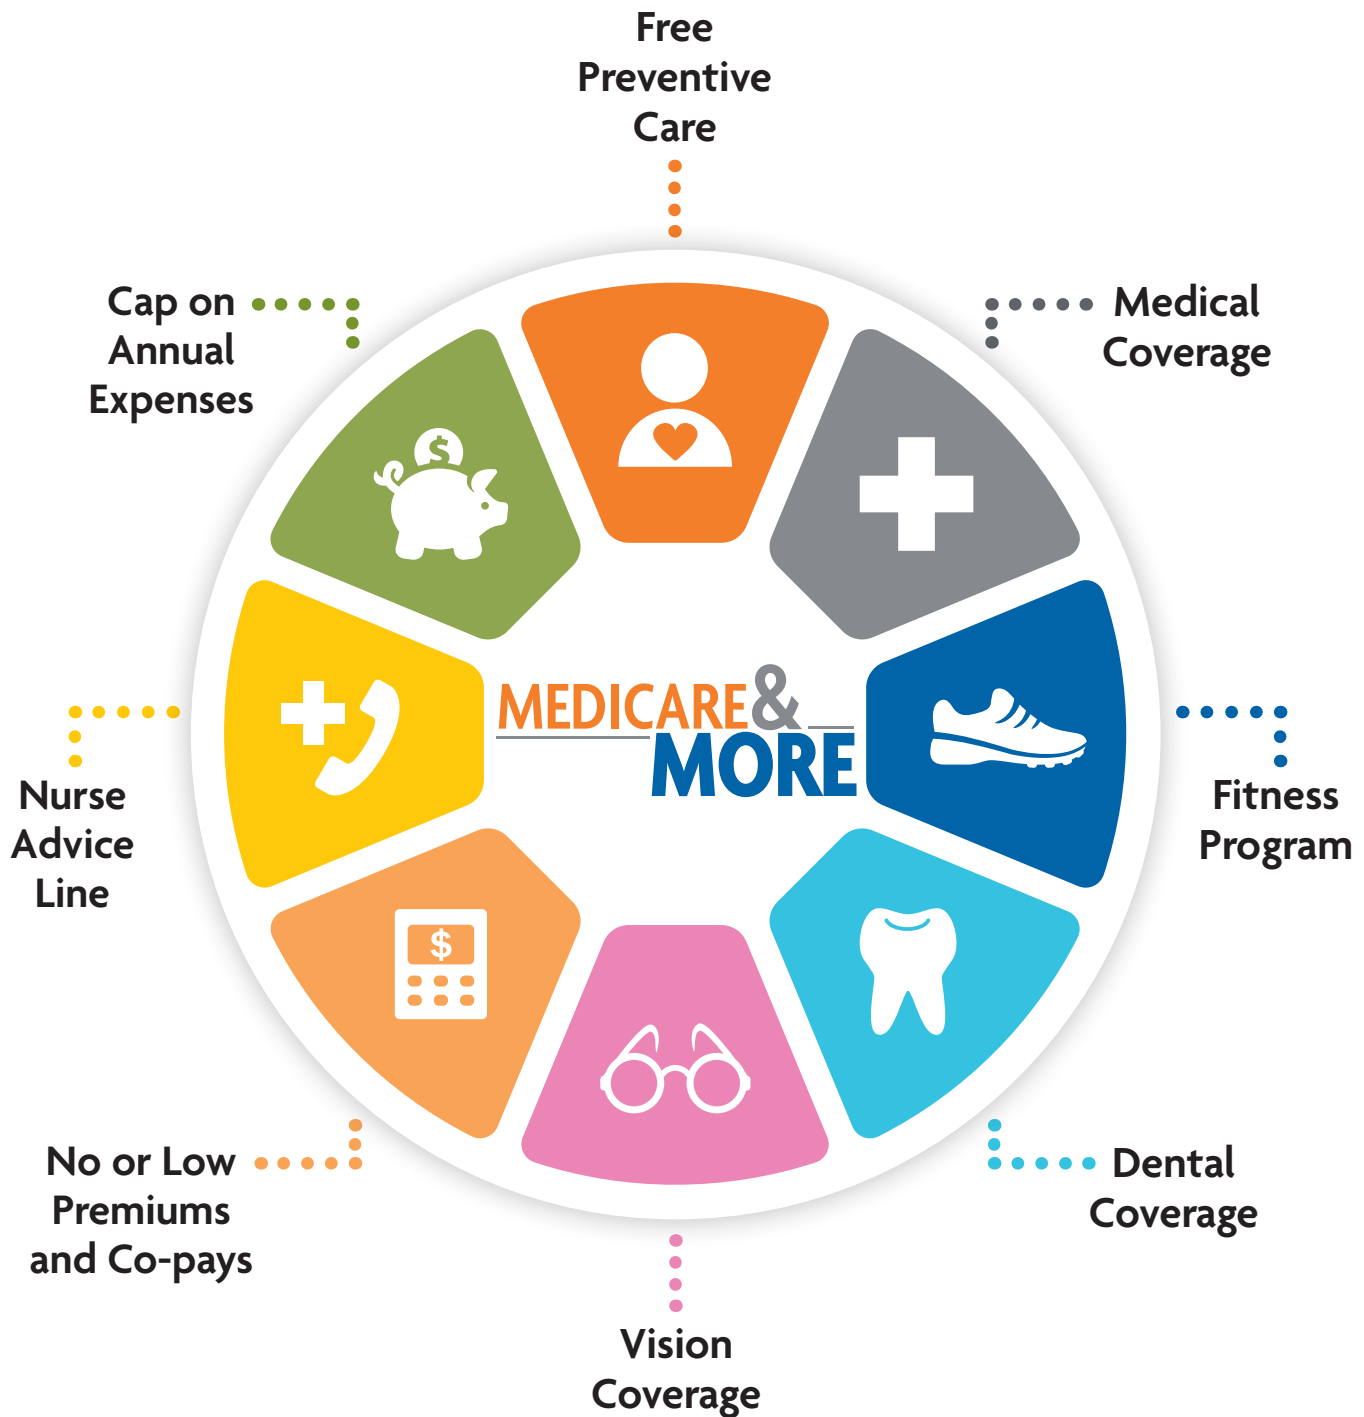 Free
Preventive
Care
Medical
Coverage
Fitness
Program
Dental
Coverage
Vision
Coverage
No or Low
Premiums
and Co-pays
Nurse
Advice
Line
Cap on
Annual
Expenses
$
$
MEDICARE &
MORE